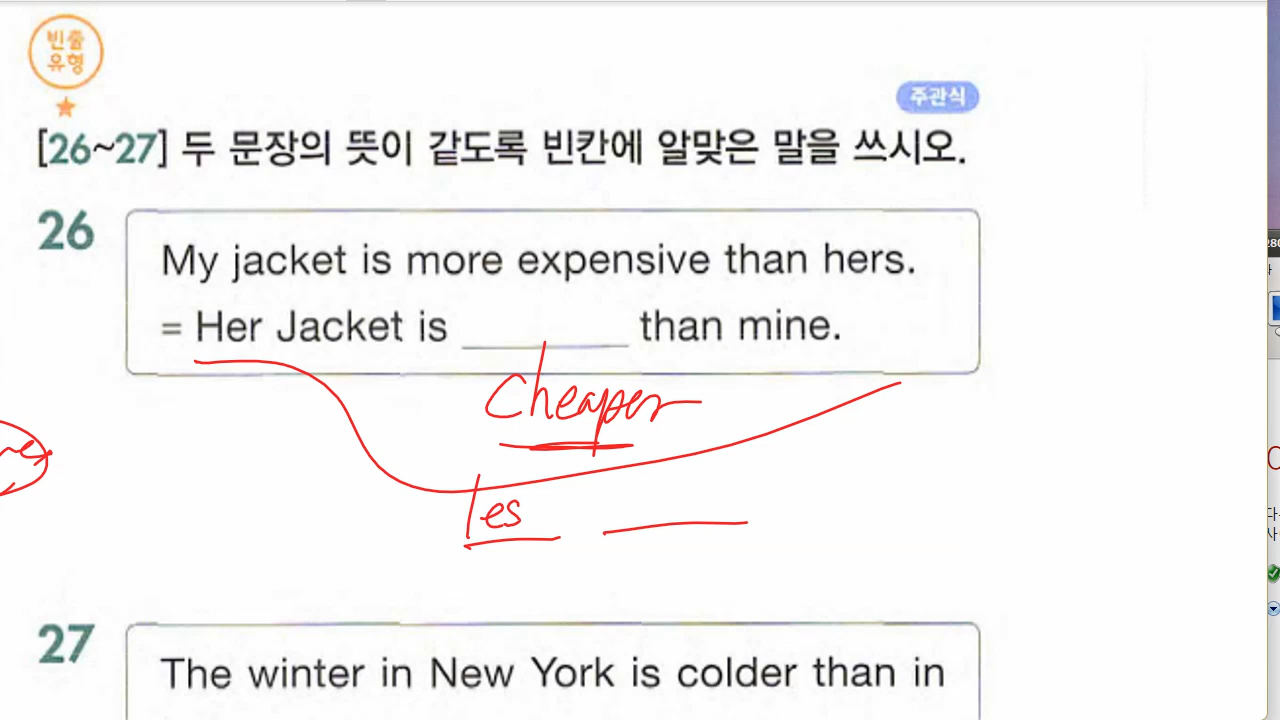 빈출
유형
주관식
[26~27] 두 문장의 뜻이 같도록 빈칸에 알맞은 말을 쓰시오.
26
My jacket is more expensive than hers.
= Her Jacket is ________ than mine.
cheaper
les
27
The winter in New York is colder than in